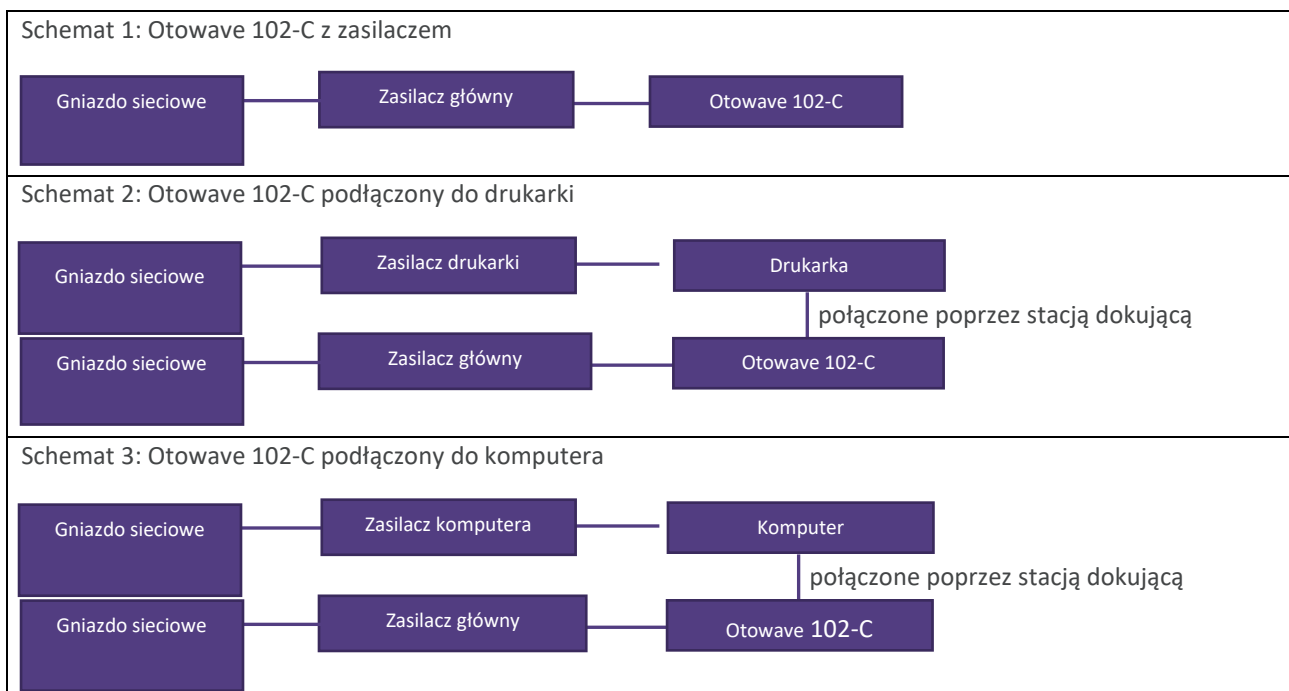 Schemat 1: Otowave 102-C z zasilaczem
Gniazdo sieciowe
Zasilacz główny
Otowave 102-C
Schemat 2: Otowave 102-C podłączony do drukarki
Gniazdo sieciowe
Zasilacz drukarki
Drukarka
połączone poprzez stacją dokującą
Gniazdo sieciowe
Zasilacz główny
Otowave 102-C
Schemat 3: Otowave 102-C podłączony do komputera
Gniazdo sieciowe
Zasilacz komputera
Komputer
połączone poprzez stacją dokującą
Gniazdo sieciowe
Zasilacz główny
Otowave 102-C